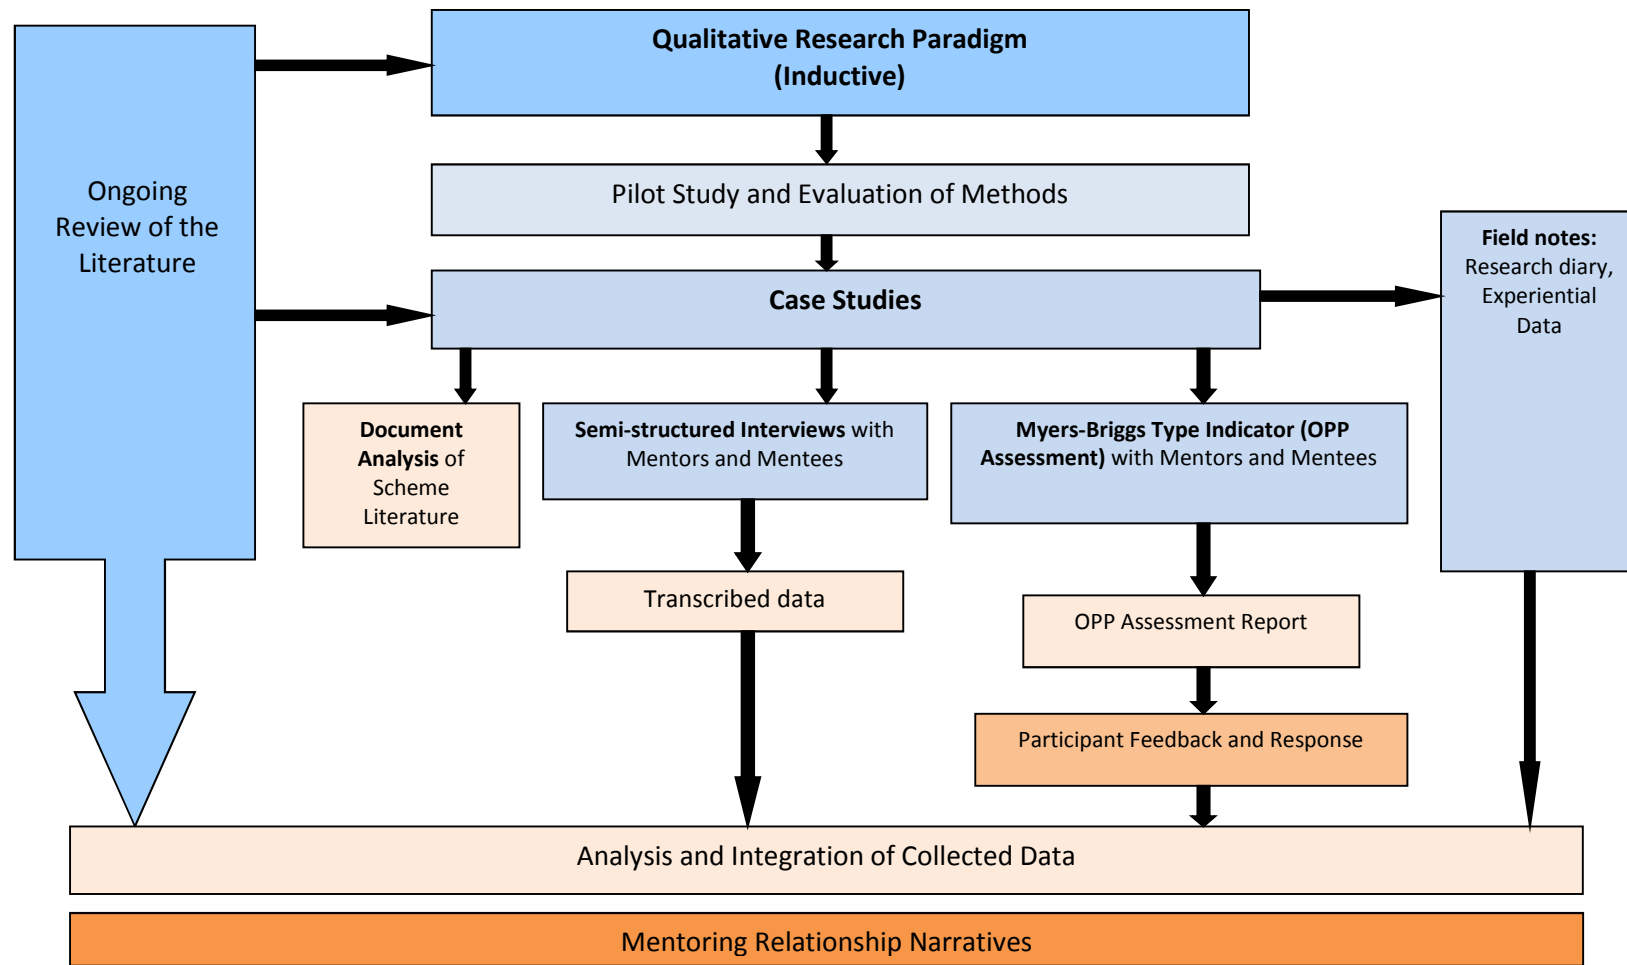 Qualitative Research Paradigm
(Inductive)
Ongoing
Review of the
Literature
Pilot Study and Evaluation of Methods
Field notes:
Research diary,
Experiential
Data
Case Studies
Document
Analysis of
Scheme
Literature
Semi-structured Interviews with
Mentors and Mentees
Myers-Briggs Type Indicator (OPP
Assessment) with Mentors and Mentees
Transcribed data
OPP Assessment Report
Participant Feedback and Response
Analysis and Integration of Collected Data
Mentoring Relationship Narratives